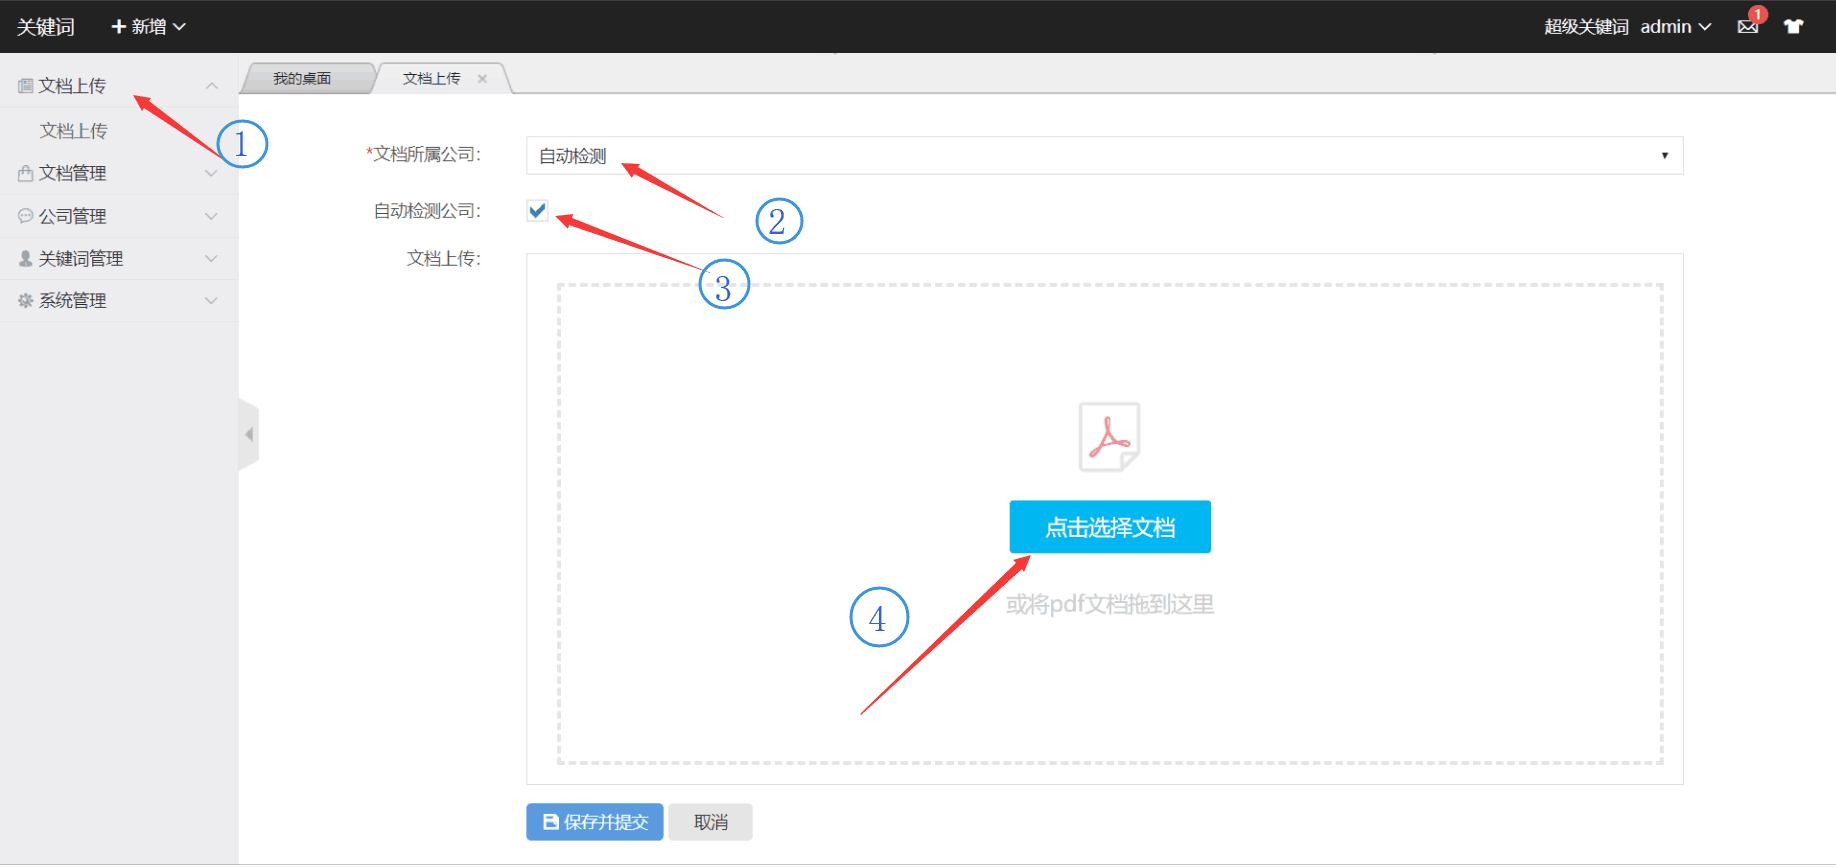 关键词 新增 超级关键词 admin 1
我的桌面 文档上传
文档上传
文档上传
文档管理
公司管理
关键词管理
系统管理
1
*文档所属公司: 自动检测
2
自动检测公司:
3
文档上传:
点击选择文档
或将pdf文档拖到这里
4
保存并提交 取消